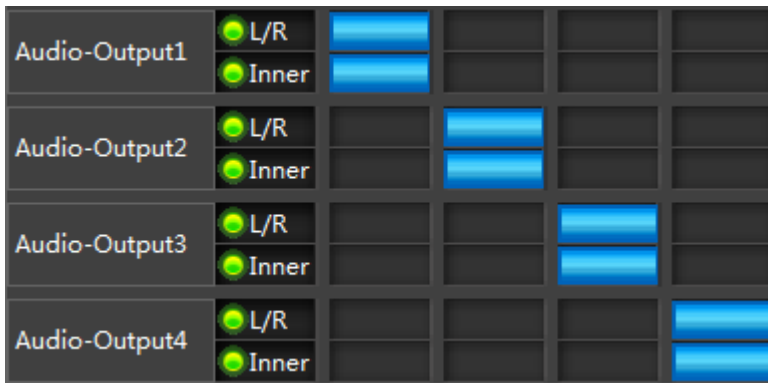 Audio-Output1
L/R
Inner
Audio-Output2
L/R
Inner
Audio-Output3
L/R
Inner
Audio-Output4
L/R
Inner